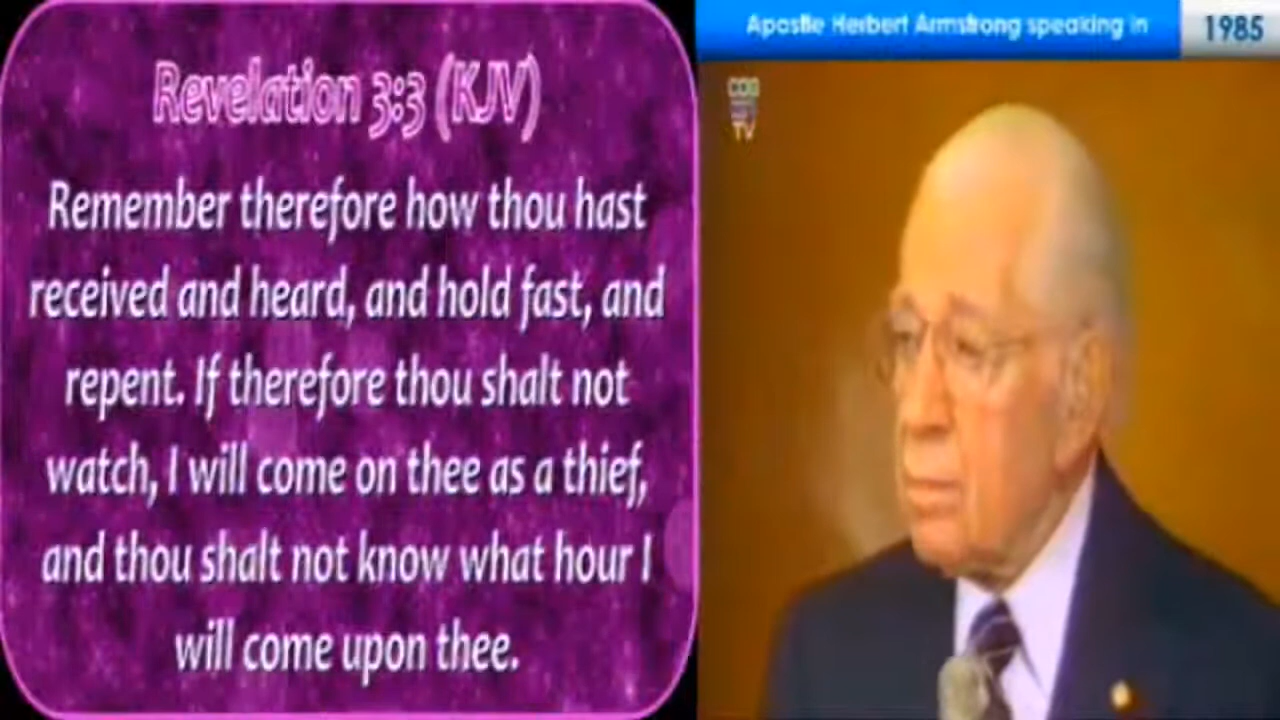 Revelation 3:3 (KJV)
Remember therefore how thou hast
received and heard, and hold fast, and
repent. If therefore thou shalt not
watch, I will come on thee as a thief,
and thou shalt not know what hour I
will come upon thee.
Apostle Herbert Armstrong speaking in
1985
TV